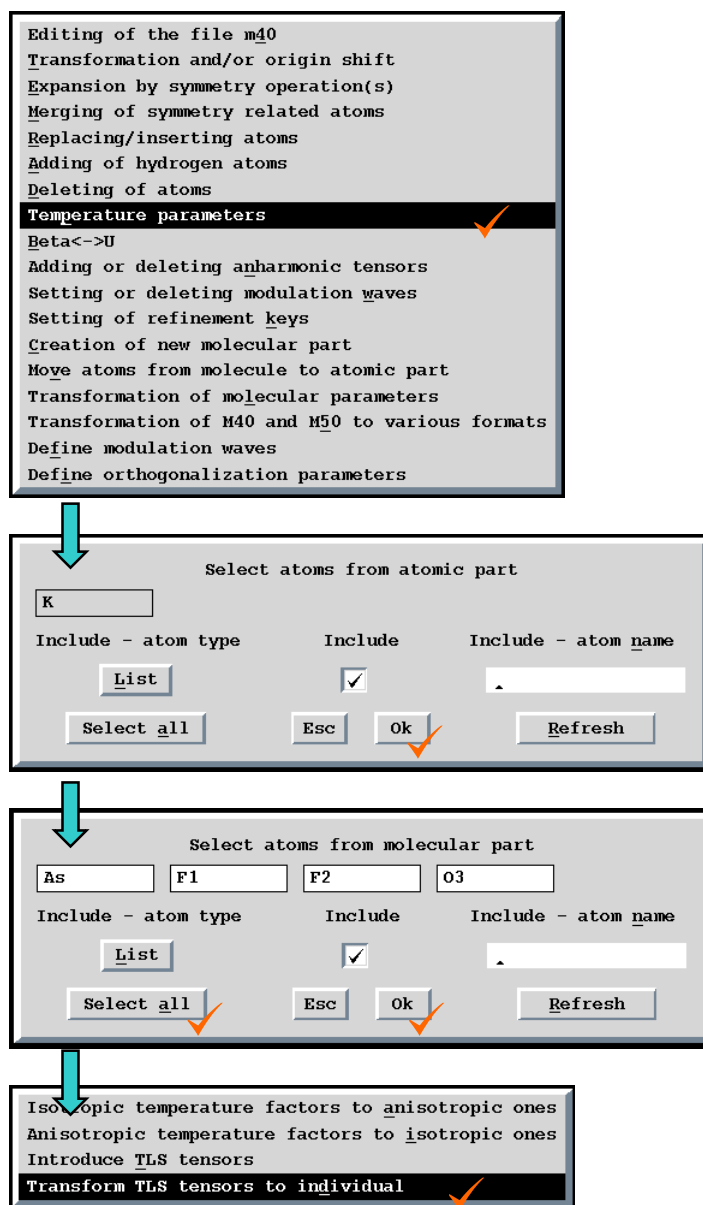 Editing of the file m40
Transformation and/or origin shift
Expansion by symmetry operation(s)
Merging of symmetry related atoms
Replacing/inserting atoms
Adding of hydrogen atoms
Deleting of atoms
Temperature parameters
Beta<->U
Adding or deleting anharmonic tensors
Setting or deleting modulation waves
Setting of refinement keys
Creation of new molecular part
Move atoms from molecule to atomic part
Transformation of molecular parameters
Transformation of M40 and M50 to various formats
Define modulation waves
Define orthogonalization parameters
Select atoms from atomic part
K
Include - atom type Include Include - atom name
List
Select all Esc Ok Refresh
Select atoms from molecular part
As F1 F2 O3
Include - atom type Include Include - atom name
List
Select all Esc Ok Refresh
Isotropic temperature factors to anisotropic ones
Anisotropic temperature factors to isotropic ones
Introduce TLS tensors
Transform TLS tensors to individual